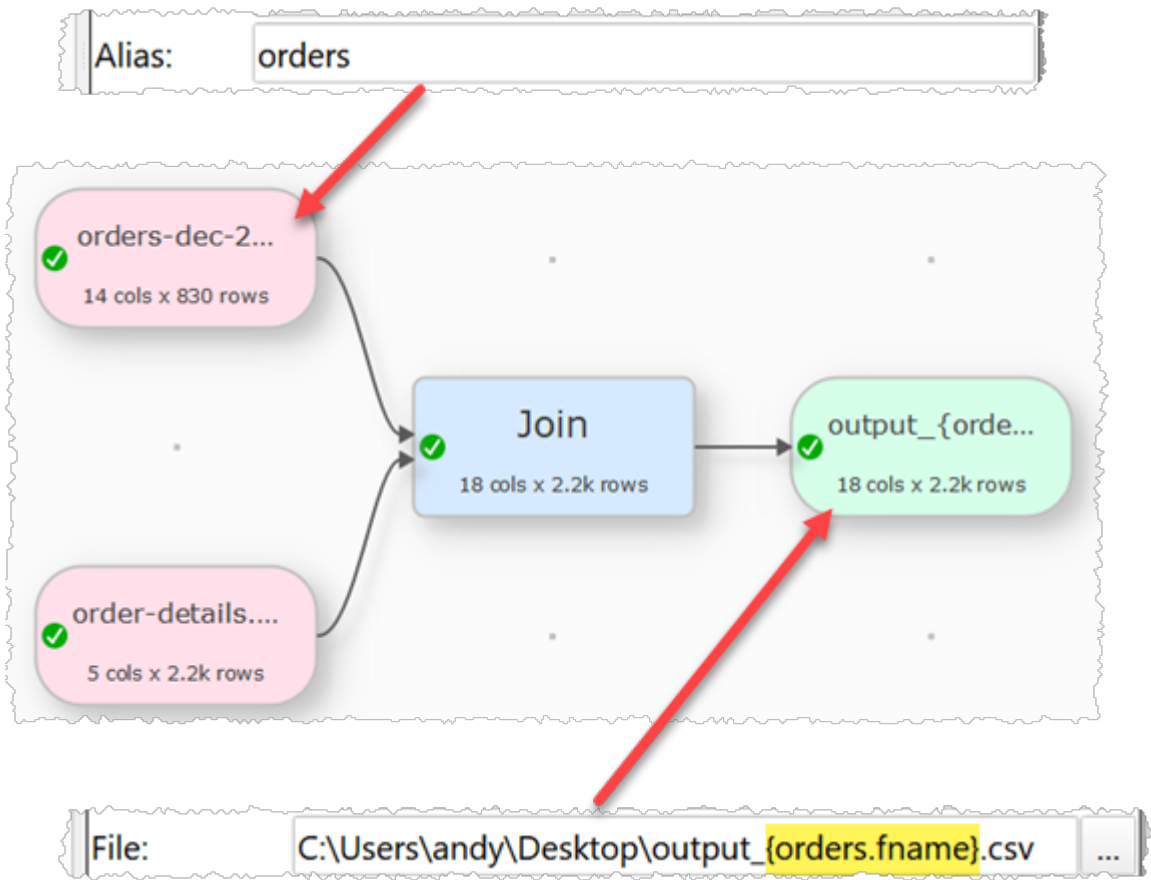 Alias: orders
orders-dec-2...
14 cols x 830 rows
Join
18 cols x 2.2k rows
output_{orde...
18 cols x 2.2k rows
order-details....
5 cols x 2.2k rows
File: C:\Users\andy\Desktop\output_{orders.fname}.csv ...